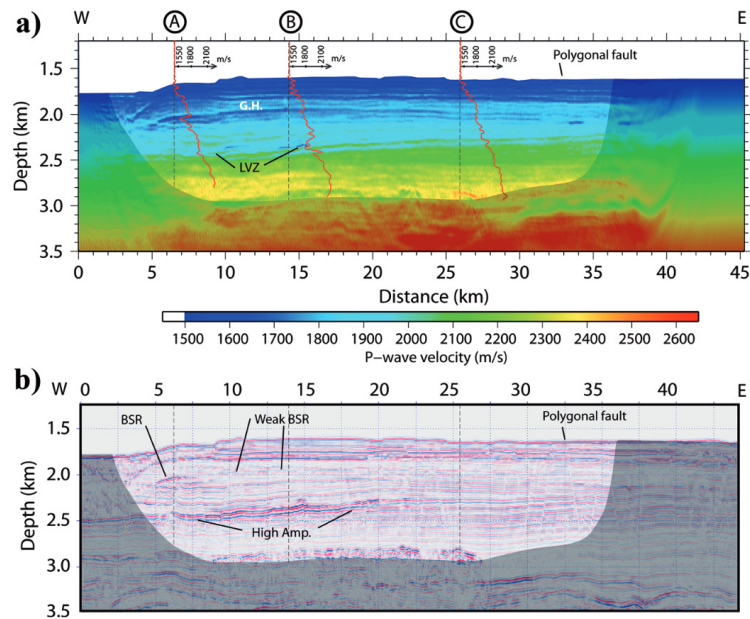 W A B C E
a)
1550 1800 2100 m/s 1550 1800 2100 m/s 1550 1800 2100 m/s
Polygonal fault
1.5
G.H.
2.0
2.5
LVZ
3.0
3.5
Depth (km)
0 5 10 15 20 25 30 35 40 45
Distance (km)
1500 1600 1700 1800 1900 2000 2100 2200 2300 2400 2500 2600
P−wave velocity (m/s)
b)
W 0 5 10 15 20 25 30 35 40 E
BSR Weak BSR Polygonal fault
1.5
2.0
2.5
High Amp.
3.0
3.5
Depth (km)